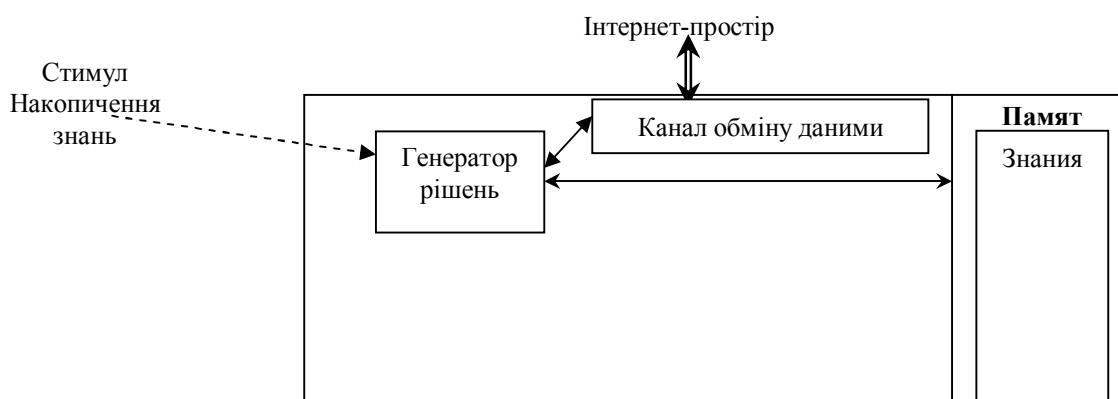 Інтернет-простір
Стимул
Накопичення
знань
Канал обміну даними
Генератор
рішень
Памят
Знания